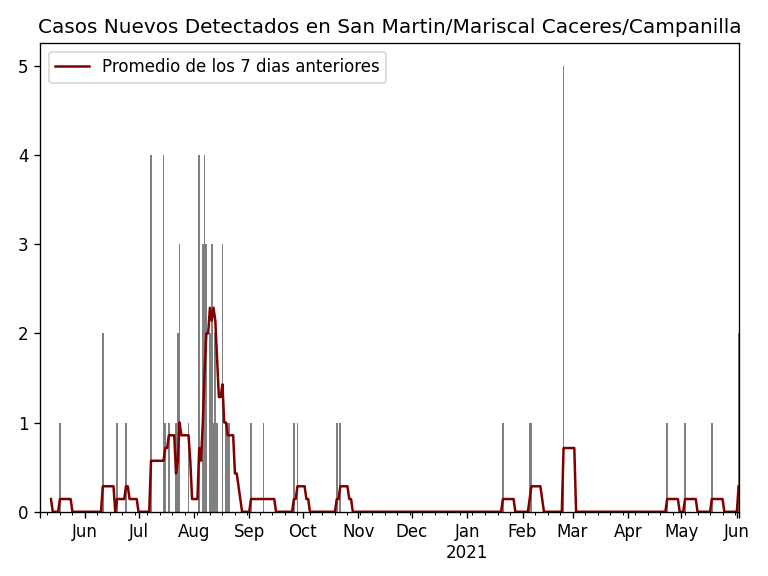 Casos Nuevos Detectados en San Martin/Mariscal Caceres/Campanilla
Promedio de los 7 dias anteriores
5
4
3
2
1
0
Jun Jul Aug Sep Oct Nov Dec Jan Feb Mar Apr May Jun
2021